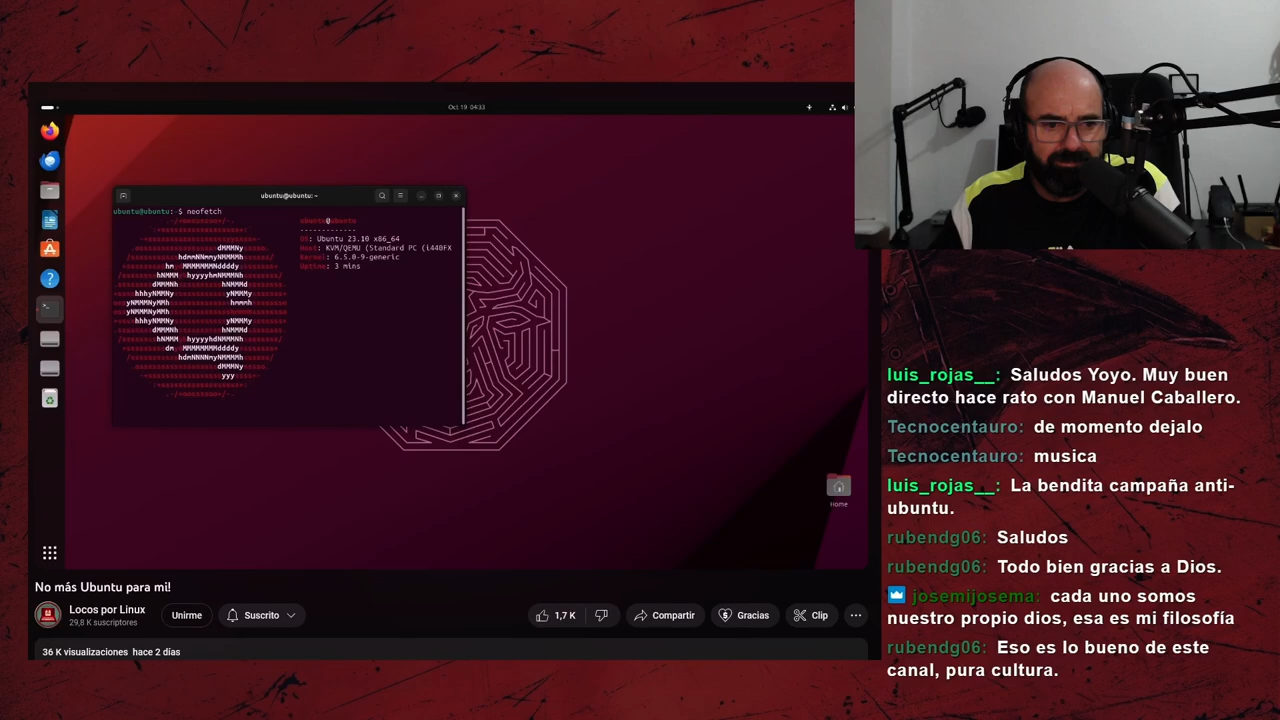 Oct 19 04:33
ubuntu@ubuntu: ~
ubuntu@ubuntu:~$ neofetch
ubuntu@ubuntu
-------------
OS: Ubuntu 23.10 x86_64
Host: KVM/QEMU (Standard PC (i440FX
Kernel: 6.5.0-9-generic
Uptime: 3 mins
Home
No más Ubuntu para mi!
Locos por Linux
29,8 K suscriptores
Unirme
Suscrito
1,7 K
Compartir
Gracias
Clip
36 K visualizaciones hace 2 días
luis_rojas__: Saludos Yoyo. Muy buen
directo hace rato con Manuel Caballero.
Tecnocentauro: de momento dejalo
Tecnocentauro: musica
luis_rojas__: La bendita campaña anti-
ubuntu.
rubendg06: Saludos
rubendg06: Todo bien gracias a Dios.
josemijosema: cada uno somos
nuestro propio dios, esa es mi filosofía
rubendg06: Eso es lo bueno de este
canal, pura cultura.